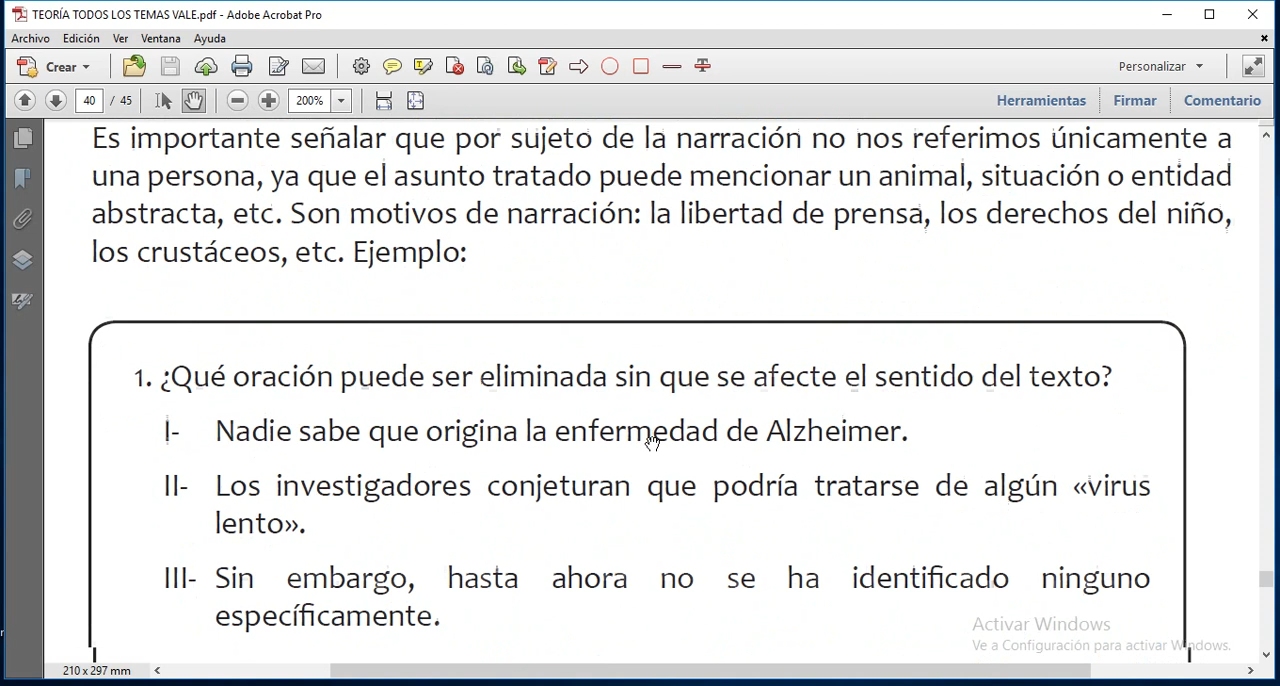 TEORÍA TODOS LOS TEMAS VALE.pdf - Adobe Acrobat Pro
Archivo Edición Ver Ventana Ayuda
Crear Personalizar
40 / 45 200% Herramientas Firmar Comentario
Es importante señalar que por sujeto de la narración no nos referimos únicamente a
una persona, ya que el asunto tratado puede mencionar un animal, situación o entidad
abstracta, etc. Son motivos de narración: la libertad de prensa, los derechos del niño,
los crustáceos, etc. Ejemplo:
1. ¿Qué oración puede ser eliminada sin que se afecte el sentido del texto?
I- Nadie sabe que origina la enfermedad de Alzheimer.
II- Los investigadores conjeturan que podría tratarse de algún «virus
lento».
III- Sin embargo, hasta ahora no se ha identificado ninguno
específicamente.
Activar Windows
Ve a Configuración para activar Windows.
210 x 297 mm